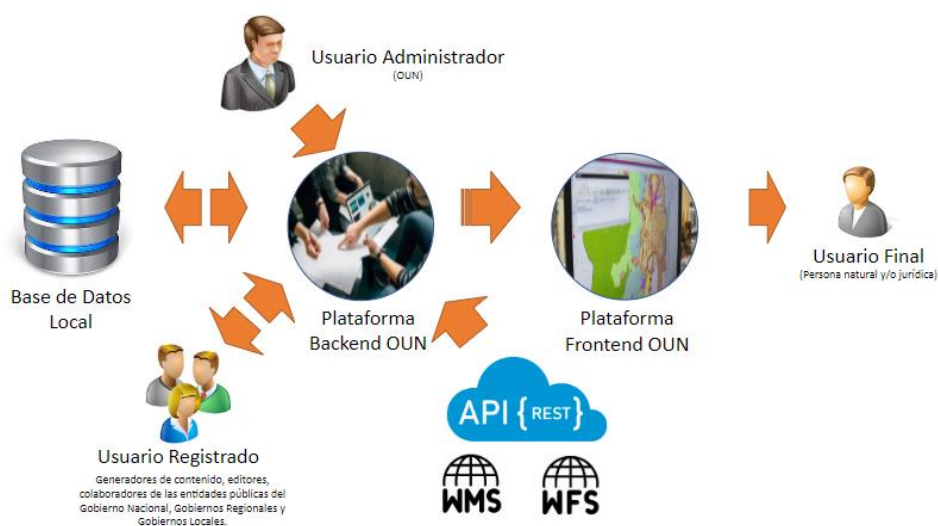 Usuario Administrador
(OUN)
Base de Datos
Local
Plataforma
Backend OUN
Plataforma
Frontend OUN
Usuario Final
(Persona natural y/o jurídica)
API {REST}
WMS
WFS
Usuario Registrado
Generadores de contenido, editores,
colaboradores de las entidades públicas del
Gobierno Nacional, Gobiernos Regionales y
Gobiernos Locales.